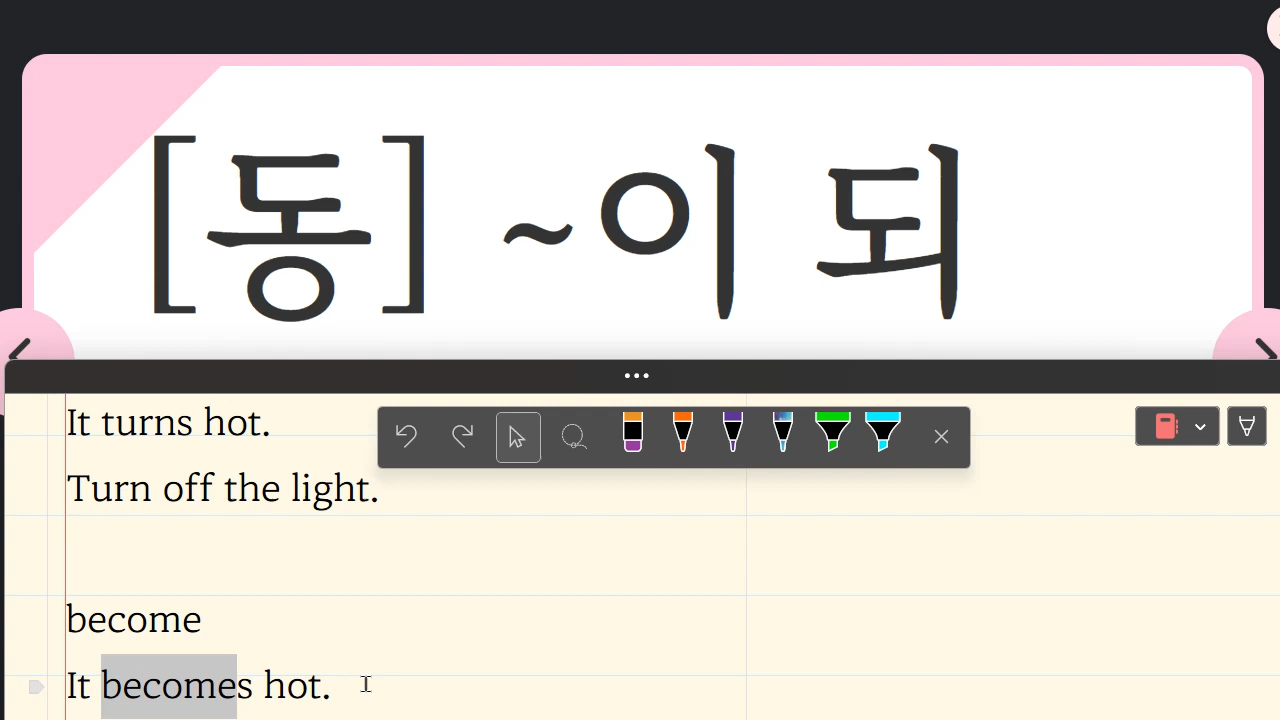 [동] ~이 되
It turns hot.
Turn off the light.
become
It becomes hot.